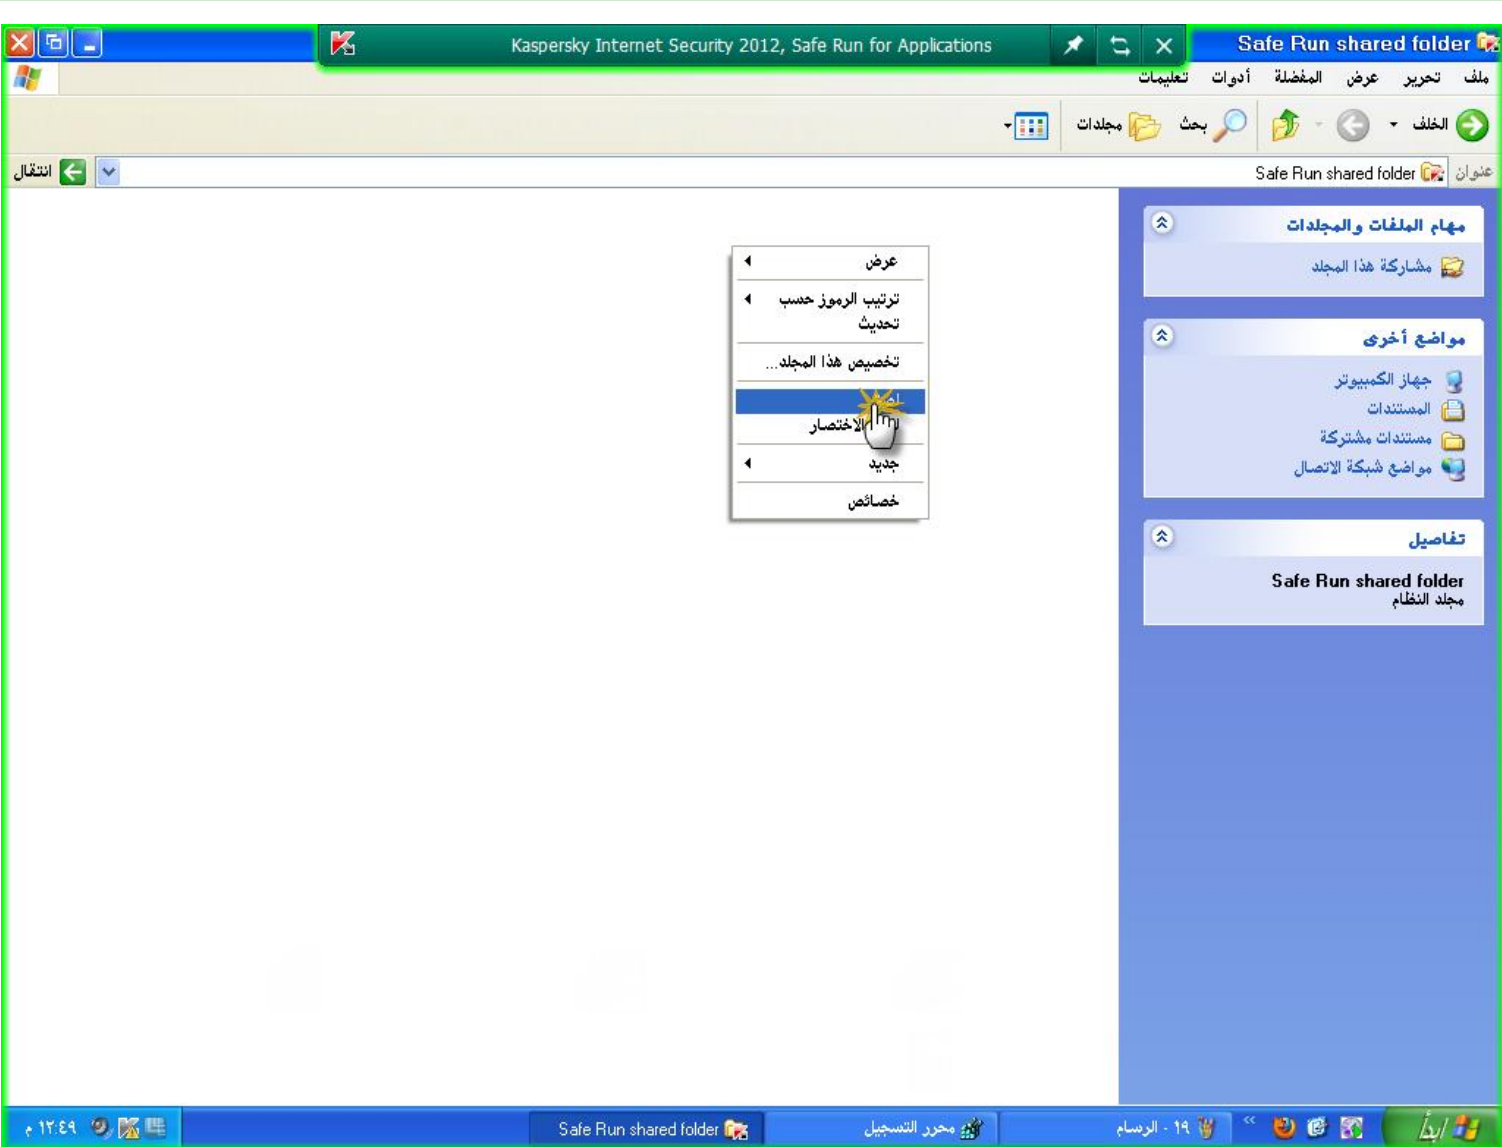 Safe Run shared folder
Kaspersky Internet Security 2012, Safe Run for Applications
ملف تحرير عرض المفضلة أدوات تعليمات
الخلف بحث مجلدات
عنوان Safe Run shared folder انتقال
مهام الملفات والمجلدات
مشاركة هذا المجلد
مواضع أخرى
جهاز الكمبيوتر
المستندات
مستندات مشتركة
مواضع شبكة الاتصال
تفاصيل
Safe Run shared folder
مجلد النظام
عرض
ترتيب الرموز حسب
تحديث
تخصيص هذا المجلد...
الاختصار
جديد
خصائص
ابدأ
١٩ - الرسام
محرر التسجيل
Safe Run shared folder
١٢:٤٩ م